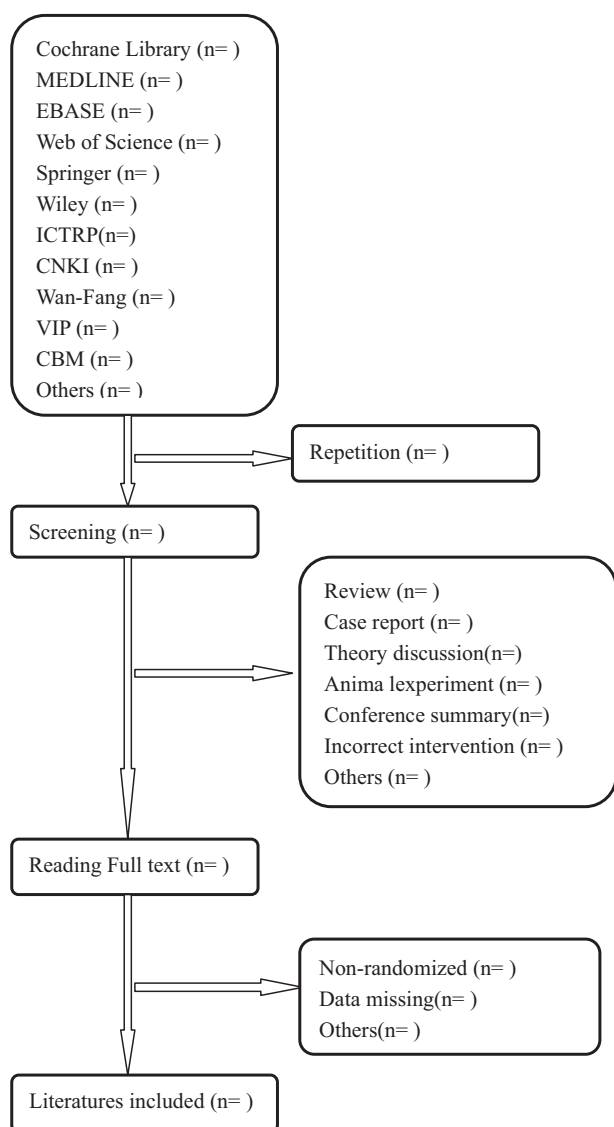 Cochrane Library (n= )
MEDLINE (n= )
EBASE (n= )
Web of Science (n= )
Springer (n= )
Wiley (n= )
ICTRP(n=)
CNKI (n= )
Wan-Fang (n= )
VIP (n= )
CBM (n= )
Others (n= )
Repetition (n= )
Screening (n= )
Review (n= )
Case report (n= )
Theory discussion(n=)
Anima lexperiment (n= )
Conference summary(n=)
Incorrect intervention (n= )
Others (n= )
Reading Full text (n= )
Non-randomized (n= )
Data missing(n= )
Others(n= )
Literatures included (n= )